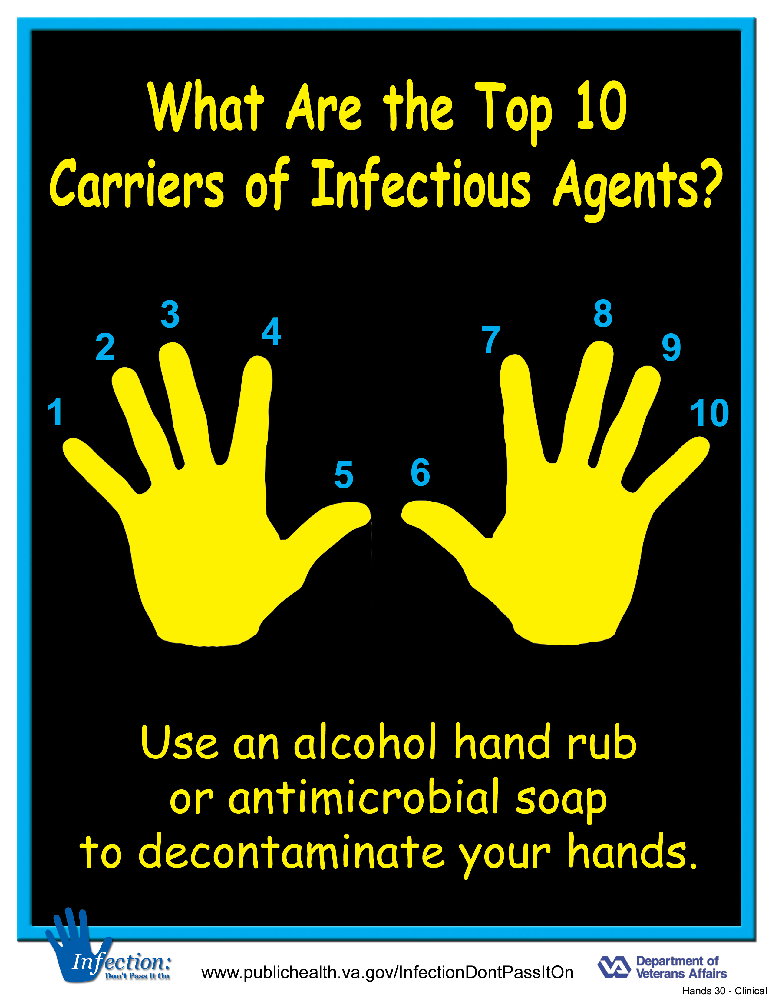 What Are the Top 10
Carriers of Infectious Agents?
1
2
3
4
5
6
7
8
9
10
Use an alcohol hand rub
or antimicrobial soap
to decontaminate your hands.
Infection:
Don't Pass It On
www.publichealth.va.gov/InfectionDontPassItOn
VA
Department of
Veterans Affairs
Hands 30 - Clinical